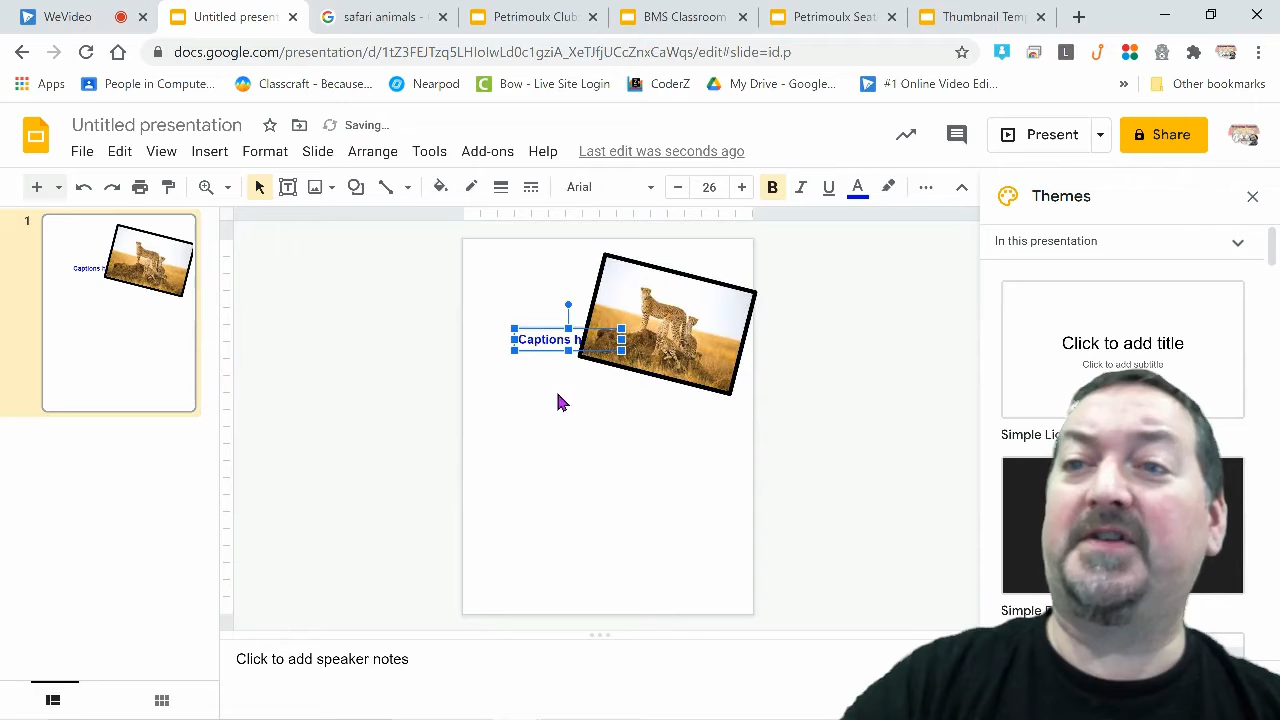 WeVideo
Untitled present
safari animals -
Petrimoulx Club
BMS Classroom
Petrimoulx Sea
Thumbnail Temp
docs.google.com/presentation/d/1tZ3FEJTzq5LHIoIwLd0c1gziA_XeTJfjUCcZnxCaWqs/edit#slide=id.p
Apps
People in Compute...
Classcraft - Because...
Nearpod
Bow - Live Site Login
CoderZ
My Drive - Google...
#1 Online Video Edi...
Other bookmarks
Untitled presentation
Saving...
Present
Share
File Edit View Insert Format Slide Arrange Tools Add-ons Help Last edit was seconds ago
Arial
26
B I U A
Themes
In this presentation
1
Captions h
Captions h
Click to add title
Click to add subtitle
Simple Li
Simple
Click to add speaker notes